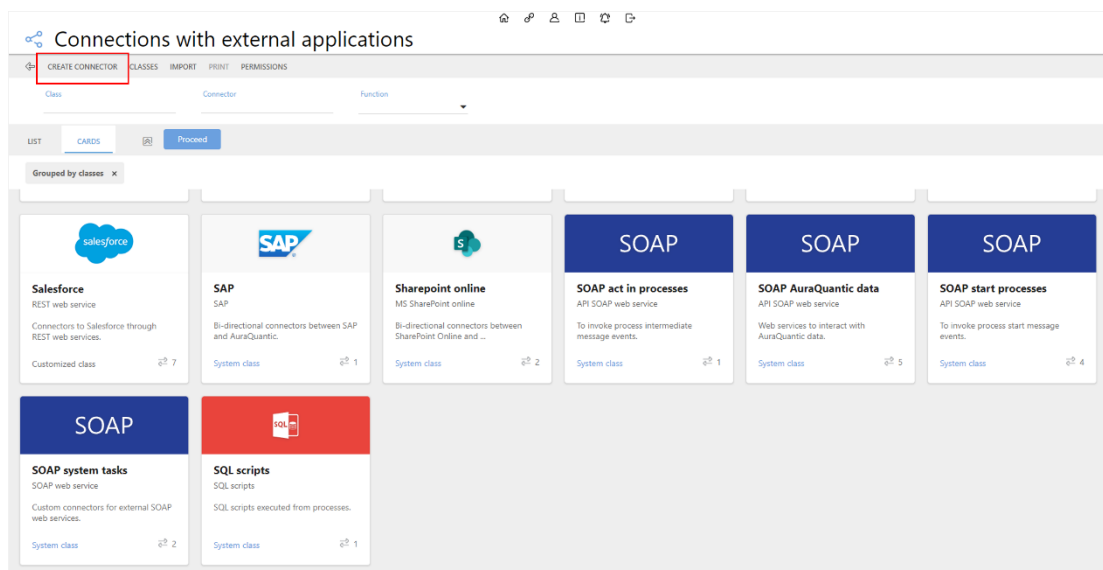 Connections with external applications
CREATE CONNECTOR CLASSES IMPORT PRINT PERMISSIONS
Class Connector Function
LIST CARDS Proceed
Grouped by classes x
salesforce
Salesforce
REST web service
Connectors to Salesforce through
REST web services.
Customized class 7
SAP
SAP
SAP
Bi-directional connectors between SAP
and AuraQuantic.
System class 1
S
Sharepoint online
MS SharePoint online
Bi-directional connectors between
SharePoint Online and ...
System class 2
SOAP
SOAP act in processes
API SOAP web service
To invoke process intermediate
message events.
System class 1
SOAP
SOAP AuraQuantic data
API SOAP web service
Web services to interact with
AuraQuantic data.
System class 5
SOAP
SOAP start processes
API SOAP web service
To invoke process start message
events.
System class 4
SOAP
SOAP system tasks
SOAP web service
Custom connectors for external SOAP
web services.
System class 2
SQL
SQL scripts
SQL scripts
SQL scripts executed from processes.
System class 1